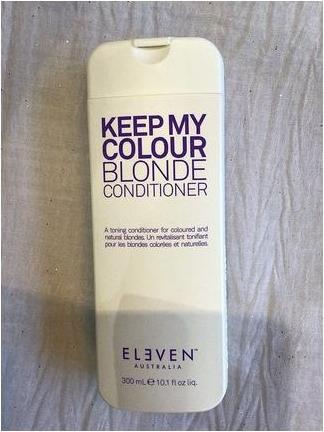 KEEP MY
COLOUR
BLONDE
CONDITIONER
A toning conditioner for coloured and
natural blondes. Un revitalisant tonifiant
pour les blondes colorées et naturelles.
ELEVEN™
AUSTRALIA
300 mL ℮ 10.1 fl oz liq.